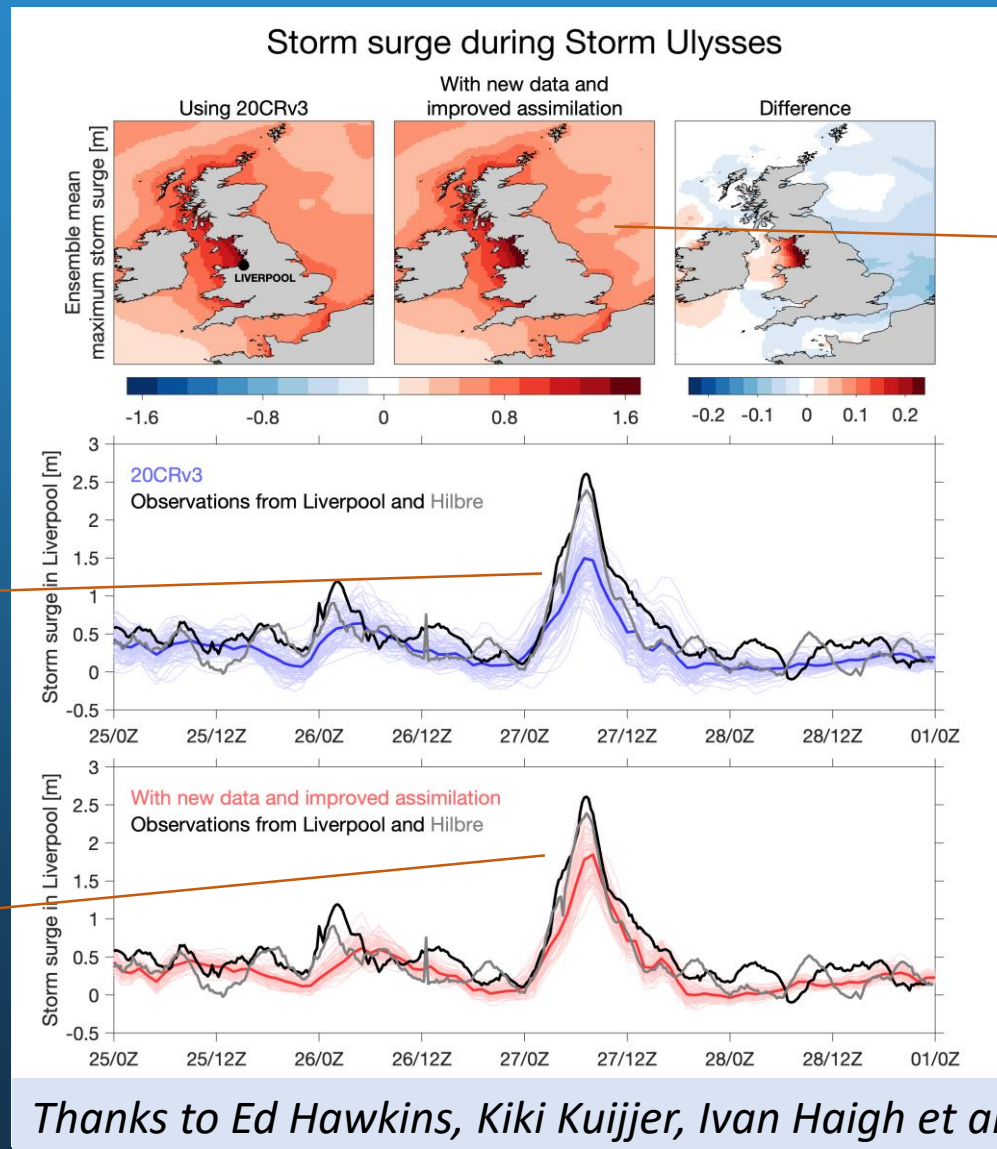 Storm surge during Storm Ulysses
Using 20CRv3
With new data and
improved assimilation
Difference
Ensemble mean
maximum storm surge [m]
LIVERPOOL
-1.6 -0.8 0 0.8 1.6
-0.2 -0.1 0 0.1 0.2
Storm surge in Liverpool [m]
3
2.5
2
1.5
1
0.5
0
-0.5
20CRv3
Observations from Liverpool and Hilbre
25/0Z 25/12Z 26/0Z 26/12Z 27/0Z 27/12Z 28/0Z 28/12Z 01/0Z
Storm surge in Liverpool [m]
3
2.5
2
1.5
1
0.5
0
-0.5
With new data and improved assimilation
Observations from Liverpool and Hilbre
25/0Z 25/12Z 26/0Z 26/12Z 27/0Z 27/12Z 28/0Z 28/12Z 01/0Z
Thanks to Ed Hawkins, Kiki Kuijjer, Ivan Haigh et al